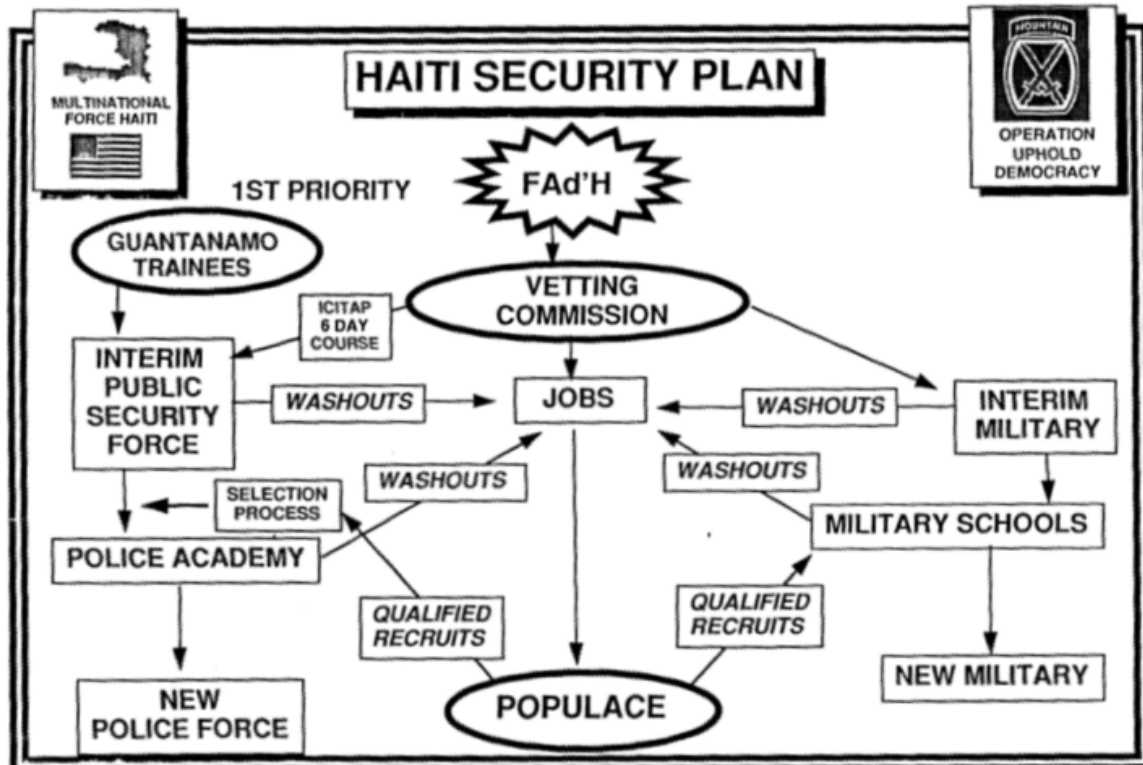 MULTINATIONAL
FORCE HAITI
HAITI SECURITY PLAN
MOUNTAIN
OPERATION
UPHOLD
DEMOCRACY
1ST PRIORITY
FAd'H
GUANTANAMO
TRAINEES
VETTING
COMMISSION
ICITAP
6 DAY
COURSE
INTERIM
PUBLIC
SECURITY
FORCE
WASHOUTS
JOBS
WASHOUTS
INTERIM
MILITARY
WASHOUTS
WASHOUTS
SELECTION
PROCESS
MILITARY SCHOOLS
POLICE ACADEMY
QUALIFIED
RECRUITS
QUALIFIED
RECRUITS
NEW
POLICE FORCE
POPULACE
NEW MILITARY